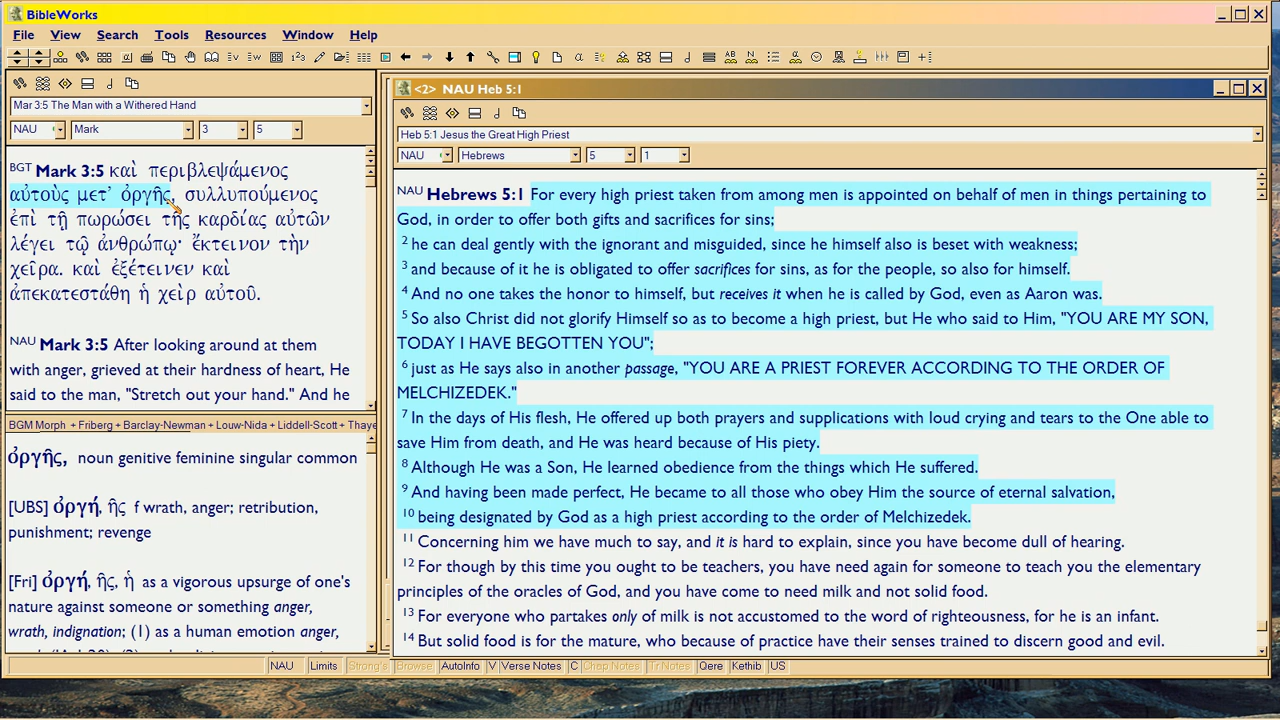 BibleWorks
File View Search Tools Resources Window Help
Mar 3:5 The Man with a Withered Hand
NAU Mark 3 5
BGT Mark 3:5 καὶ περιβλεψάμενος
αὐτοὺς μετ᾽ ὀργῆς, συλλυπούμενος
ἐπὶ τῇ πωρώσει τῆς καρδίας αὐτῶν
λέγει τῷ ἀνθρώπῳ· ἔκτεινον τὴν
χεῖρα. καὶ ἐξέτεινεν καὶ
ἀπεκατεστάθη ἡ χεὶρ αὐτοῦ.
NAU Mark 3:5 After looking around at them
with anger, grieved at their hardness of heart, He
said to the man, "Stretch out your hand." And he
BGM Morph + Friberg + Barclay-Newman + Louw-Nida + Liddell-Scott + Thaye
ὀργῆς, noun genitive feminine singular common
[UBS] ὀργή, ῆς f wrath, anger; retribution,
punishment; revenge
[Fri] ὀργή, ῆς, ἡ as a vigorous upsurge of one's
nature against someone or something anger,
wrath, indignation; (1) as a human emotion anger,
<2> NAU Heb 5:1
Heb 5:1 Jesus the Great High Priest
NAU Hebrews 5 1
NAU Hebrews 5:1 For every high priest taken from among men is appointed on behalf of men in things pertaining to
God, in order to offer both gifts and sacrifices for sins;
2 he can deal gently with the ignorant and misguided, since he himself also is beset with weakness;
3 and because of it he is obligated to offer sacrifices for sins, as for the people, so also for himself.
4 And no one takes the honor to himself, but receives it when he is called by God, even as Aaron was.
5 So also Christ did not glorify Himself so as to become a high priest, but He who said to Him, "YOU ARE MY SON,
TODAY I HAVE BEGOTTEN YOU";
6 just as He says also in another passage, "YOU ARE A PRIEST FOREVER ACCORDING TO THE ORDER OF
MELCHIZEDEK."
7 In the days of His flesh, He offered up both prayers and supplications with loud crying and tears to the One able to
save Him from death, and He was heard because of His piety.
8 Although He was a Son, He learned obedience from the things which He suffered.
9 And having been made perfect, He became to all those who obey Him the source of eternal salvation,
10 being designated by God as a high priest according to the order of Melchizedek.
11 Concerning him we have much to say, and it is hard to explain, since you have become dull of hearing.
12 For though by this time you ought to be teachers, you have need again for someone to teach you the elementary
principles of the oracles of God, and you have come to need milk and not solid food.
13 For everyone who partakes only of milk is not accustomed to the word of righteousness, for he is an infant.
14 But solid food is for the mature, who because of practice have their senses trained to discern good and evil.
NAU Limits Strong's Browse AutoInfo V Verse Notes C Chap Notes Tr Notes Qere Kethib US